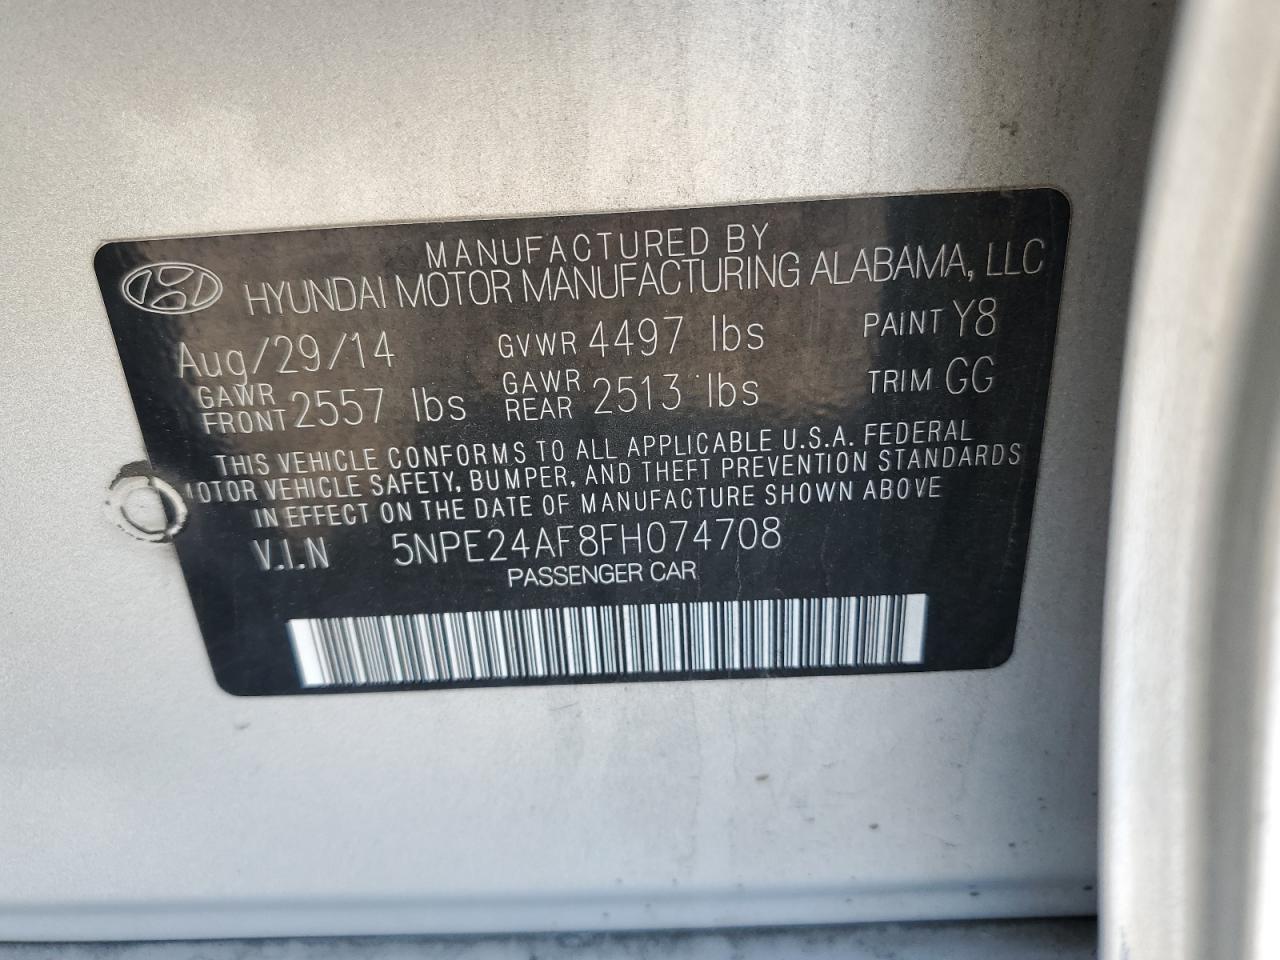 MANUFACTURED BY
HYUNDAI MOTOR MANUFACTURING ALABAMA, LLC
Aug/29/14 GVWR 4497 lbs PAINT Y8
GAWR FRONT 2557 lbs GAWR REAR 2513 lbs TRIM GG
THIS VEHICLE CONFORMS TO ALL APPLICABLE U.S.A. FEDERAL
OTOR VEHICLE SAFETY, BUMPER, AND THEFT PREVENTION STANDARDS
IN EFFECT ON THE DATE OF MANUFACTURE SHOWN ABOVE
V.I.N 5NPE24AF8FH074708
PASSENGER CAR